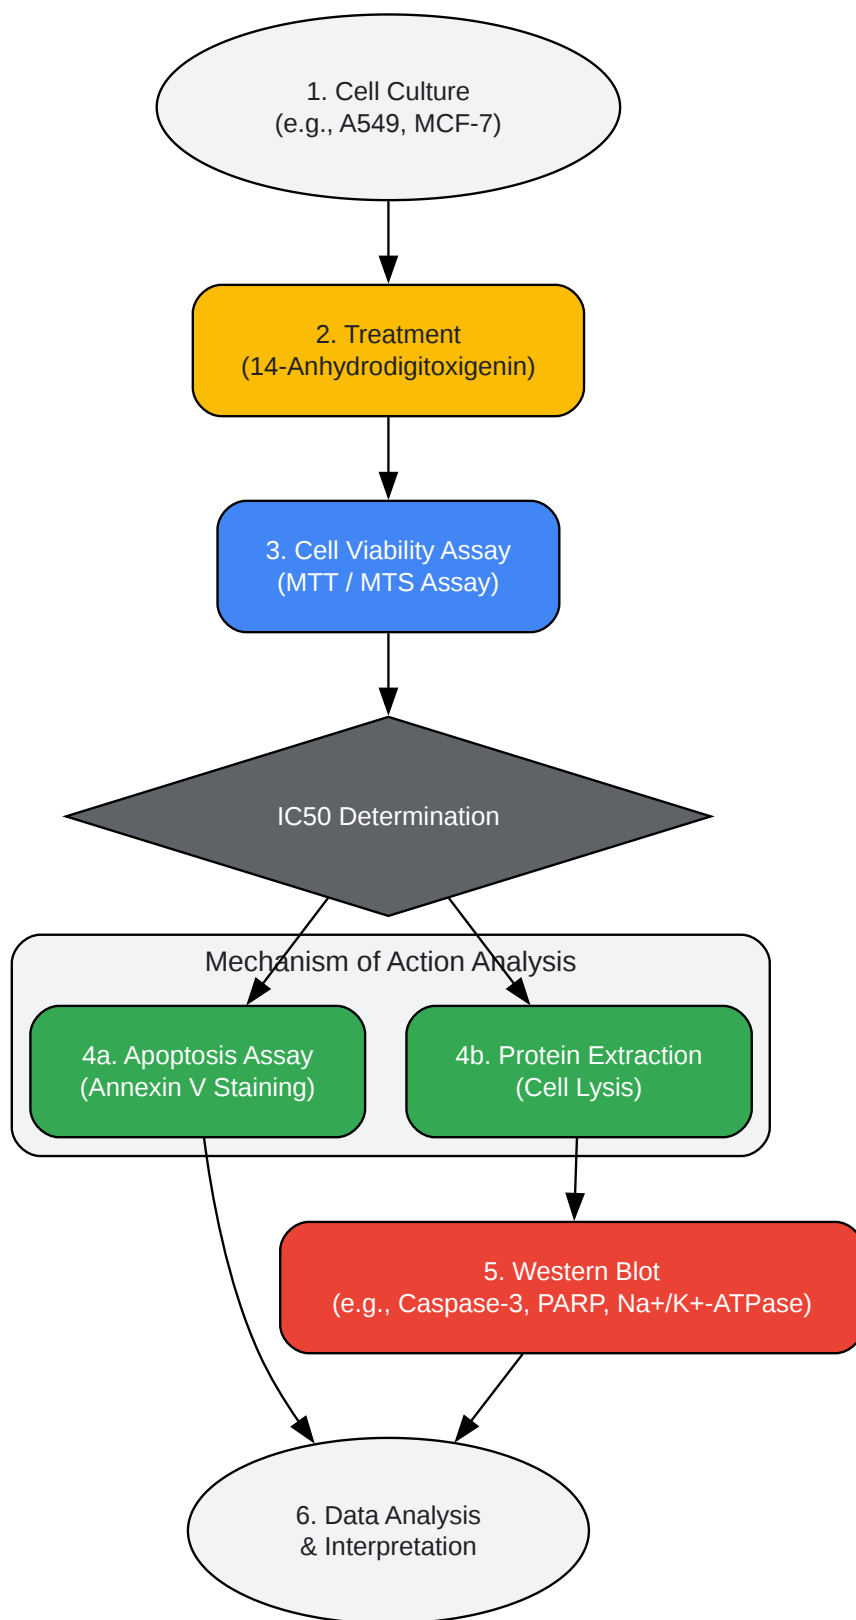 1. Cell Culture
(e.g., A549, MCF-7)
2. Treatment
(14-Anhydrodigitoxigenin)
3. Cell Viability Assay
(MTT / MTS Assay)
IC50 Determination
Mechanism of Action Analysis
4a. Apoptosis Assay
(Annexin V Staining)
4b. Protein Extraction
(Cell Lysis)
5. Western Blot
(e.g., Caspase-3, PARP, Na+/K+-ATPase)
6. Data Analysis
& Interpretation